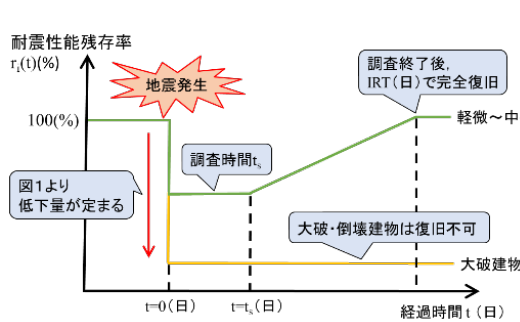 耐震性能残存率
r_i(t)(%)
地震発生
調査終了後,
IRT(日)で完全復旧
100(%)
軽微～中
調査時間t_s
図1より
低下量が定まる
大破・倒壊建物は復旧不可
大破建物
t=0(日)
t=t_s(日)
経過時間 t (日)